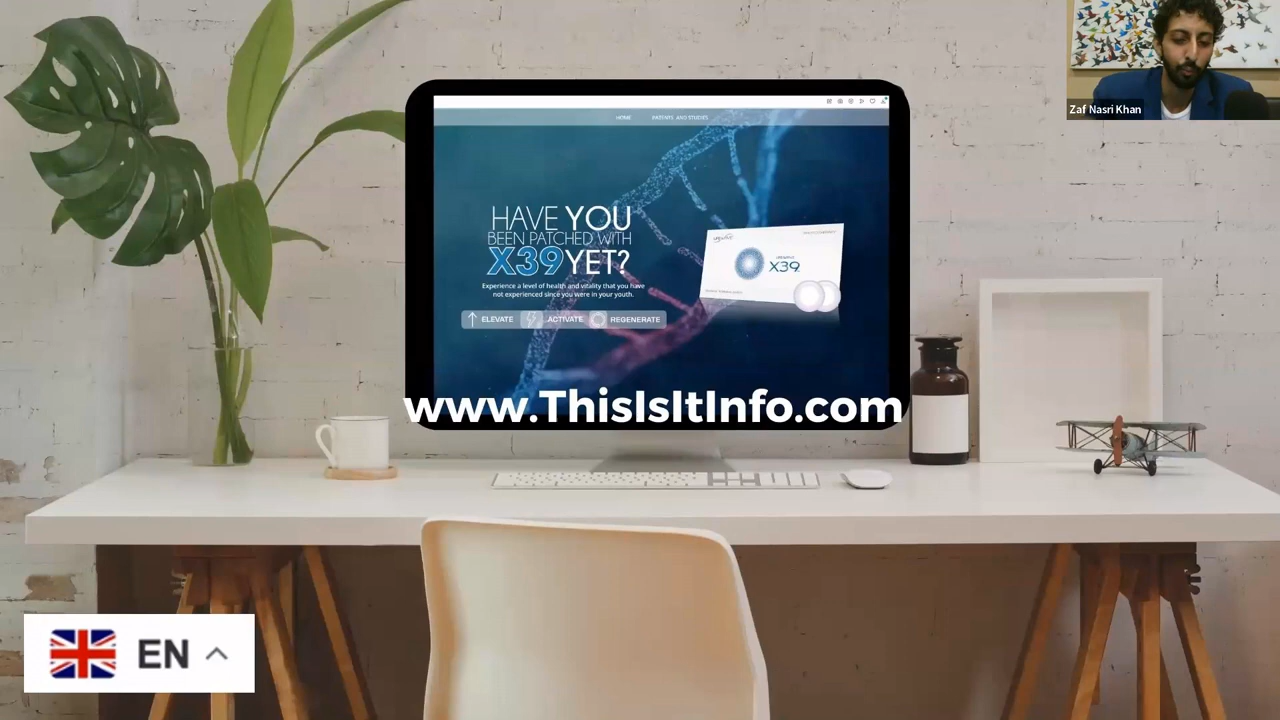 Zaf Nasri Khan
HOME PATENTS AND STUDIES
HAVE YOU
BEEN PATCHED WITH
X39 YET?
Experience a level of health and vitality that you have
not experienced since you were in your youth.
ELEVATE ACTIVATE REGENERATE
X39
www.ThisIsItInfo.com
EN